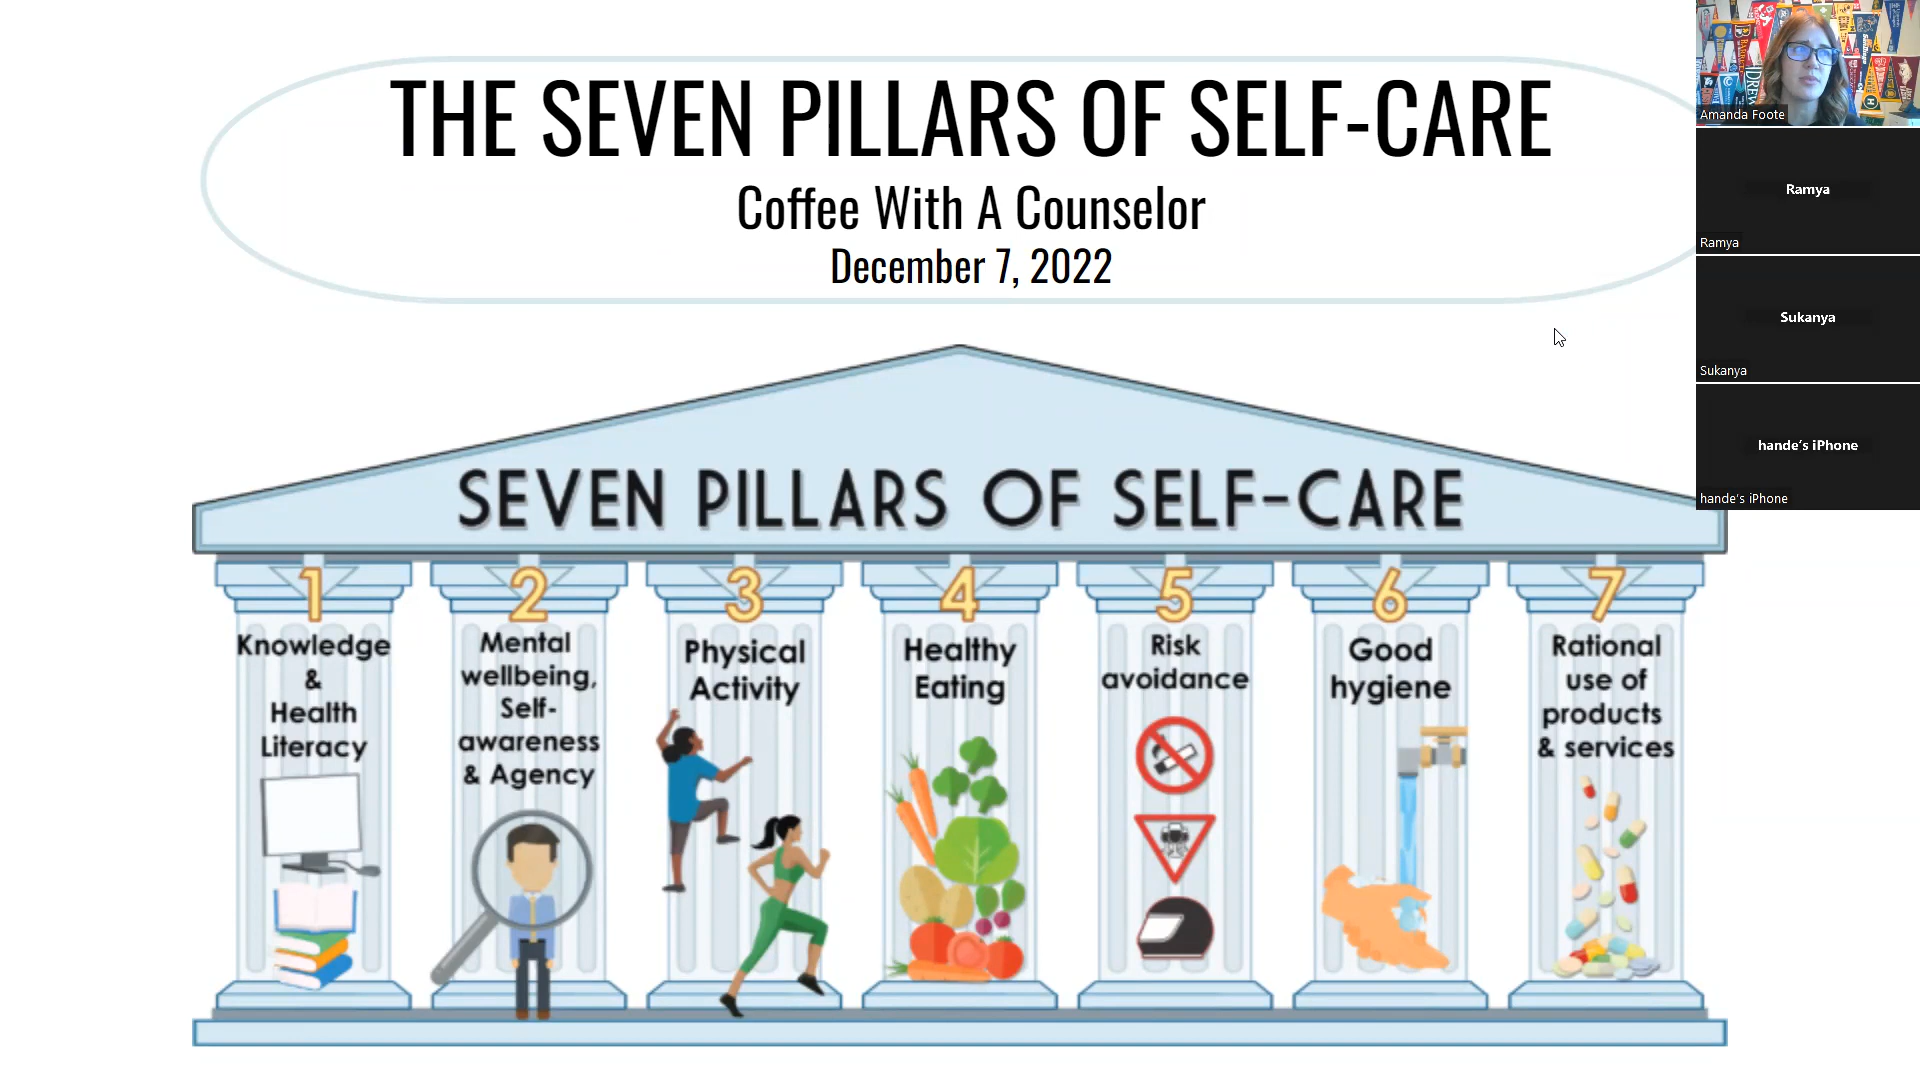 THE SEVEN PILLARS OF SELF-CARE
Coffee With A Counselor
December 7, 2022
Amanda Foote
Ramya
Ramya
Sukanya
Sukanya
hande's iPhone
hande's iPhone
SEVEN PILLARS OF SELF-CARE
1
Knowledge
&
Health
Literacy
2
Mental
wellbeing,
Self-
awareness
& Agency
3
Physical
Activity
4
Healthy
Eating
5
Risk
avoidance
6
Good
hygiene
7
Rational
use of
products
& services